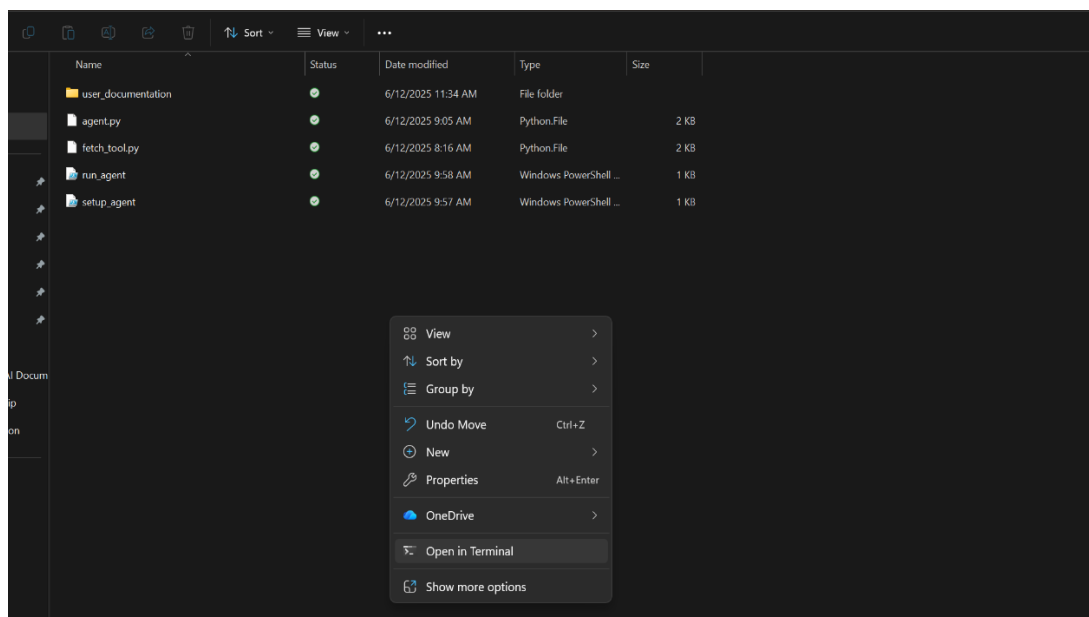 Sort View ...
Name Status Date modified Type Size
user_documentation 6/12/2025 11:34 AM File folder
agent.py 6/12/2025 9:05 AM Python.File 2 KB
fetch_tool.py 6/12/2025 8:16 AM Python.File 2 KB
run_agent 6/12/2025 9:58 AM Windows PowerShell ... 1 KB
setup_agent 6/12/2025 9:57 AM Windows PowerShell ... 1 KB
View
Sort by
AI Docum
Group by
ip
Undo Move Ctrl+Z
on
New
Properties Alt+Enter
OneDrive
Open in Terminal
Show more options